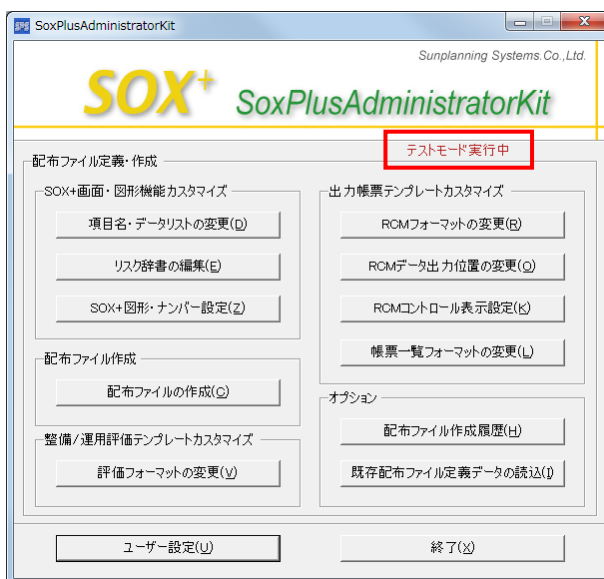 SPS SoxPlusAdministratorKit
Sunplanning Systems.Co.,Ltd.
SOX+ SoxPlusAdministratorKit
テストモード実行中
配布ファイル定義・作成
SOX+画面・図形機能カスタマイズ
項目名・データリストの変更(D)
リスク辞書の編集(E)
SOX+図形・ナンバー設定(Z)
配布ファイル作成
配布ファイルの作成(C)
整備/運用評価テンプレートカスタマイズ
評価フォーマットの変更(V)
出力帳票テンプレートカスタマイズ
RCMフォーマットの変更(R)
RCMデータ出力位置の変更(O)
RCMコントロール表示設定(K)
帳票一覧フォーマットの変更(L)
オプション
配布ファイル作成履歴(H)
既存配布ファイル定義データの読込(I)
ユーザー設定(U)
終了(X)